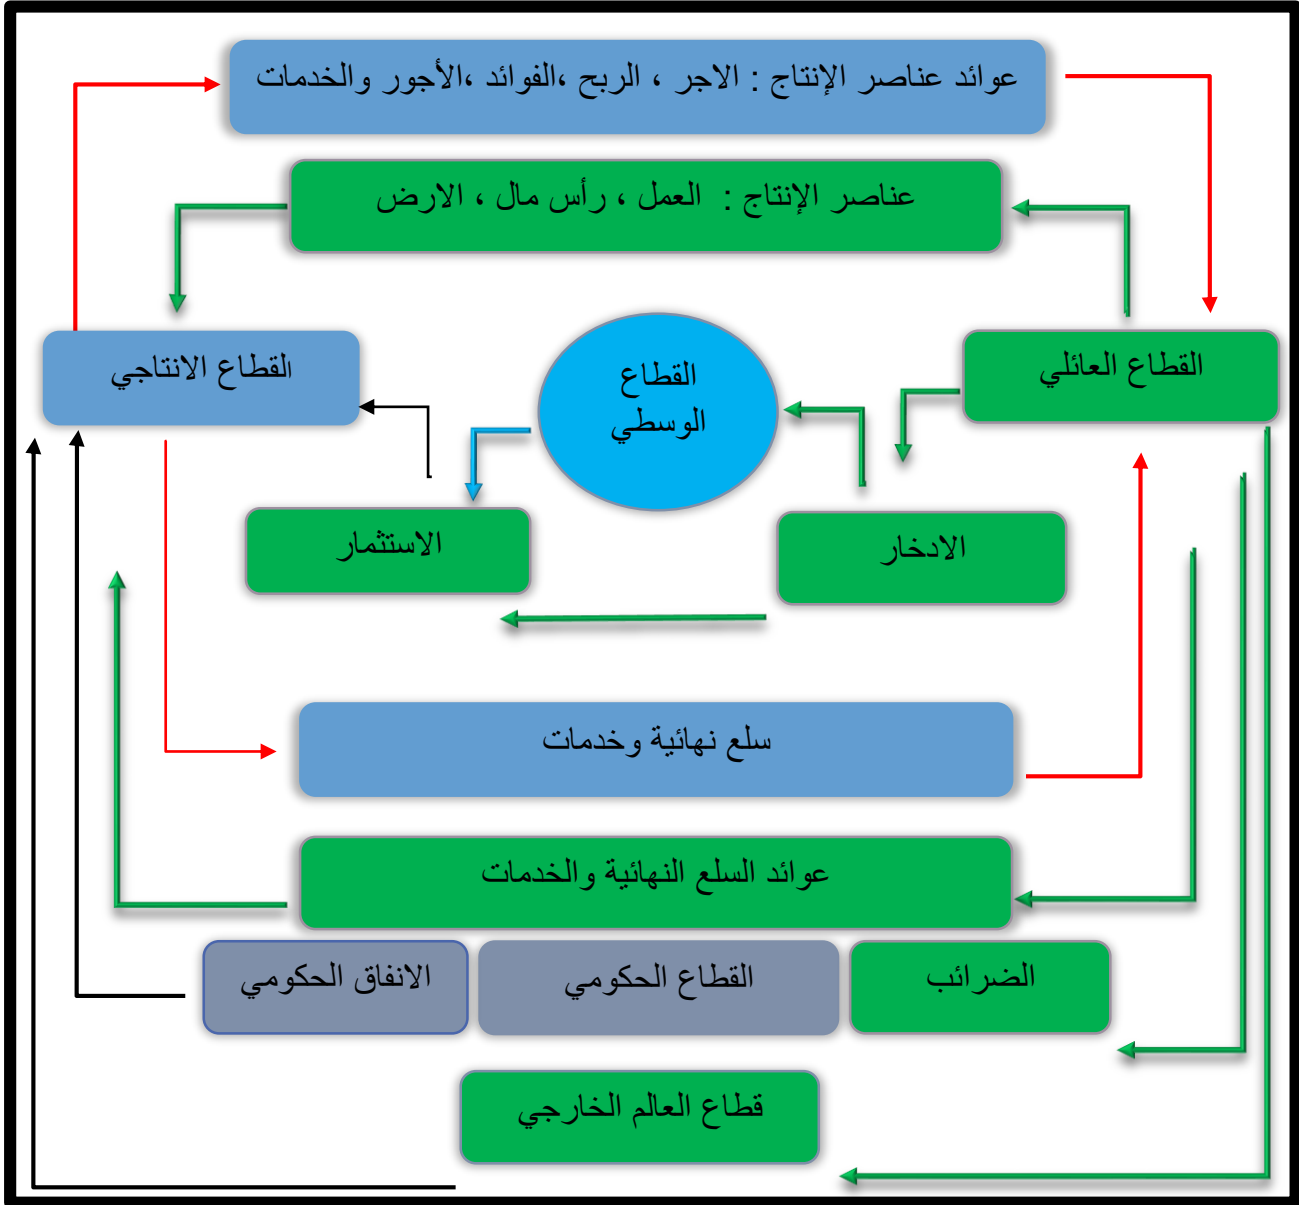 عوائد عناصر الإنتاج : الاجر ، الربح ،الفوائد ،الأجور والخدمات
عناصر الإنتاج : العمل ، رأس مال ، الارض
القطاع العائلي
القطاع
الوسطي
القطاع الانتاجي
الادخار
الاستثمار
سلع نهائية وخدمات
عوائد السلع النهائية والخدمات
الضرائب
القطاع الحكومي
الانفاق الحكومي
قطاع العالم الخارجي